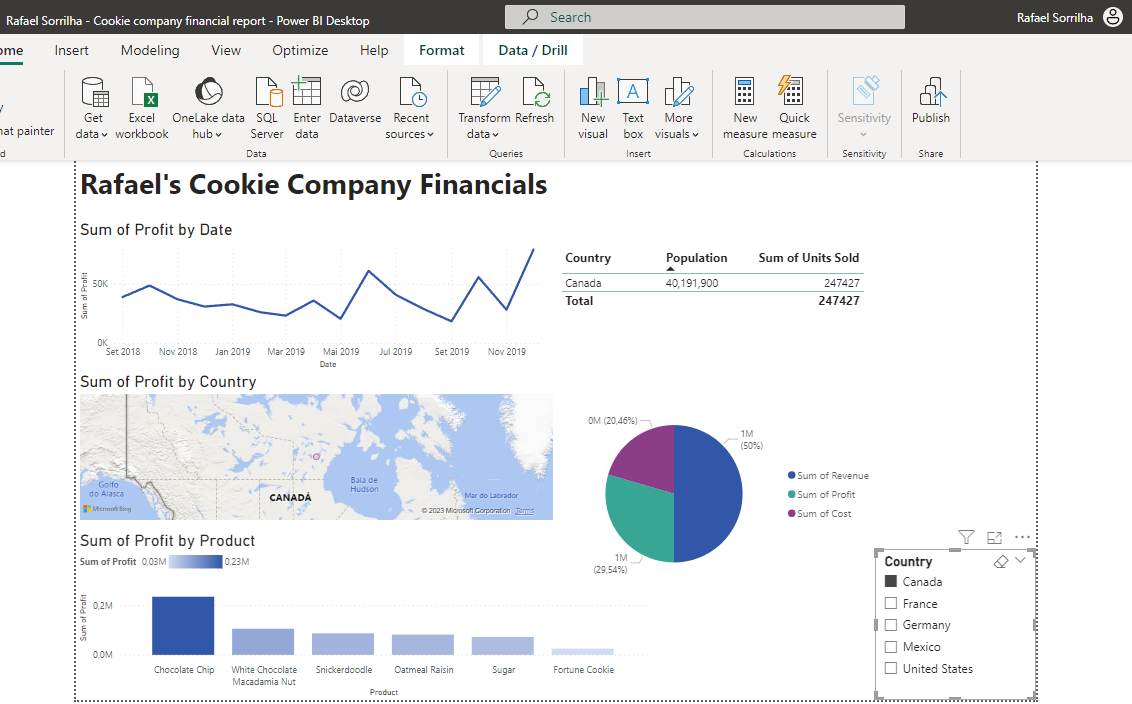 Rafael Sorrilha - Cookie company financial report - Power BI Desktop
Search
Rafael Sorrilha
ome Insert Modeling View Optimize Help Format Data / Drill
Get data
Excel workbook
OneLake data hub
SQL Server
Enter data
Dataverse
Recent sources
Transform data
Refresh
New visual
Text box
More visuals
New measure
Quick measure
Sensitivity
Publish
y
nat painter
d
Data
Queries
Insert
Calculations
Sensitivity
Share
Rafael's Cookie Company Financials
Sum of Profit by Date
Sum of Profit
50K
0K
Set 2018 Nov 2018 Jan 2019 Mar 2019 Mai 2019 Jul 2019 Set 2019 Nov 2019
Date
Country Population Sum of Units Sold
Canada 40,191,900 247427
Total 247427
Sum of Profit by Country
Golfo
do Alasca
CANADÁ
Baía de
Hudson
Mar do Labrador
Microsoft Bing
© 2023 Microsoft Corporation Terms
0M (20,46%)
1M
(50%)
1M
(29,54%)
Sum of Revenue
Sum of Profit
Sum of Cost
Sum of Profit by Product
Sum of Profit 0,03M 0,23M
Sum of Profit
0,2M
0,0M
Chocolate Chip
White Chocolate
Macadamia Nut
Snickerdoodle
Oatmeal Raisin
Sugar
Fortune Cookie
Product
Country
Canada
France
Germany
Mexico
United States